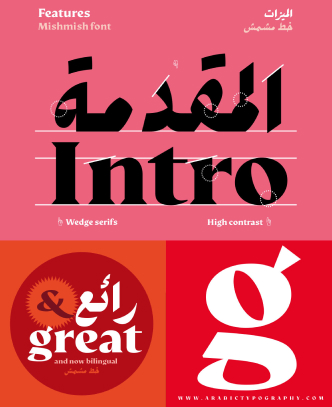 Features
Mishmish font
الميزات
خط مشمش
المقدمة
Intro
Wedge serifs
High contrast
& رائع
great
and now bilingual
خط مشمش
g
WWW.ARABICTYPOGRAPHY.COM